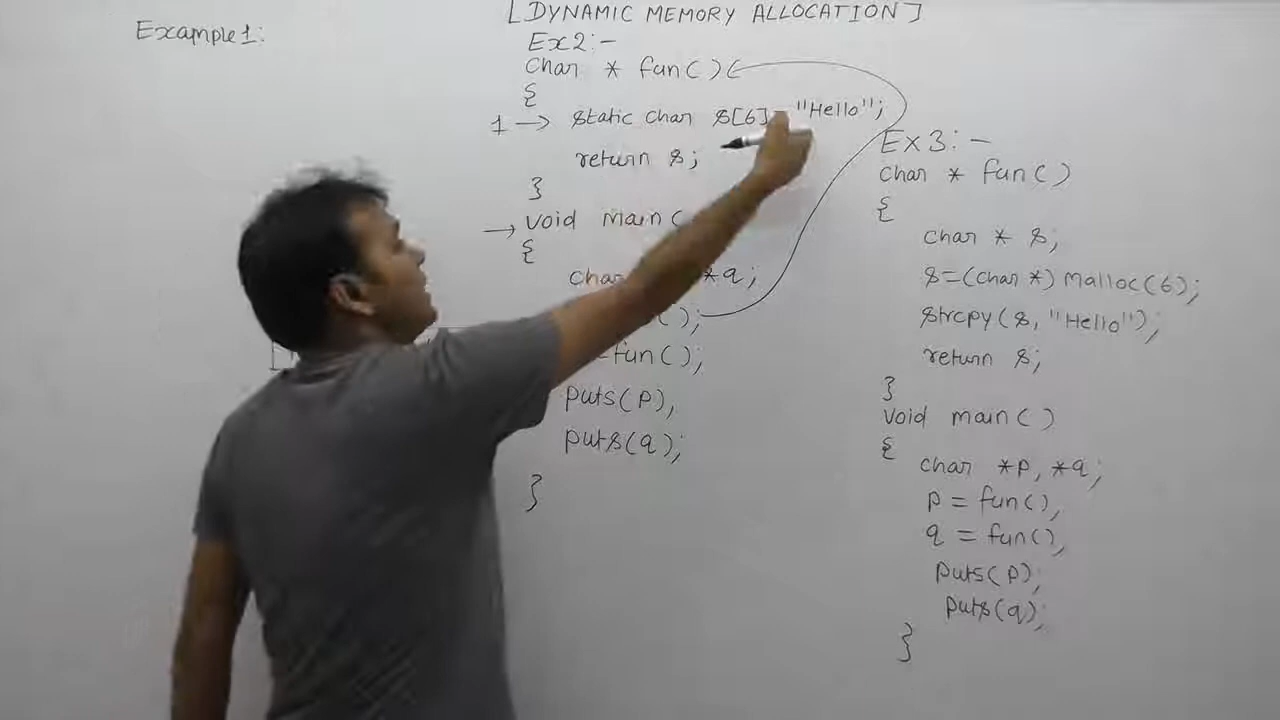 Example1:
[DYNAMIC MEMORY ALLOCATION]
Ex2:-
char * fun()
{
1 → static char s[6]= "Hello";
return s;
}
→ void main(
{
char *q;
();
=fun();
puts(p),
puts(q);
}
Ex3:-
char * fun()
{
char * s;
s=(char *) malloc(6);
strcpy(s, "Hello");
return s;
}
void main()
{
char *p, *q;
p = fun(),
q = fun(),
puts(p);
puts(q);
}